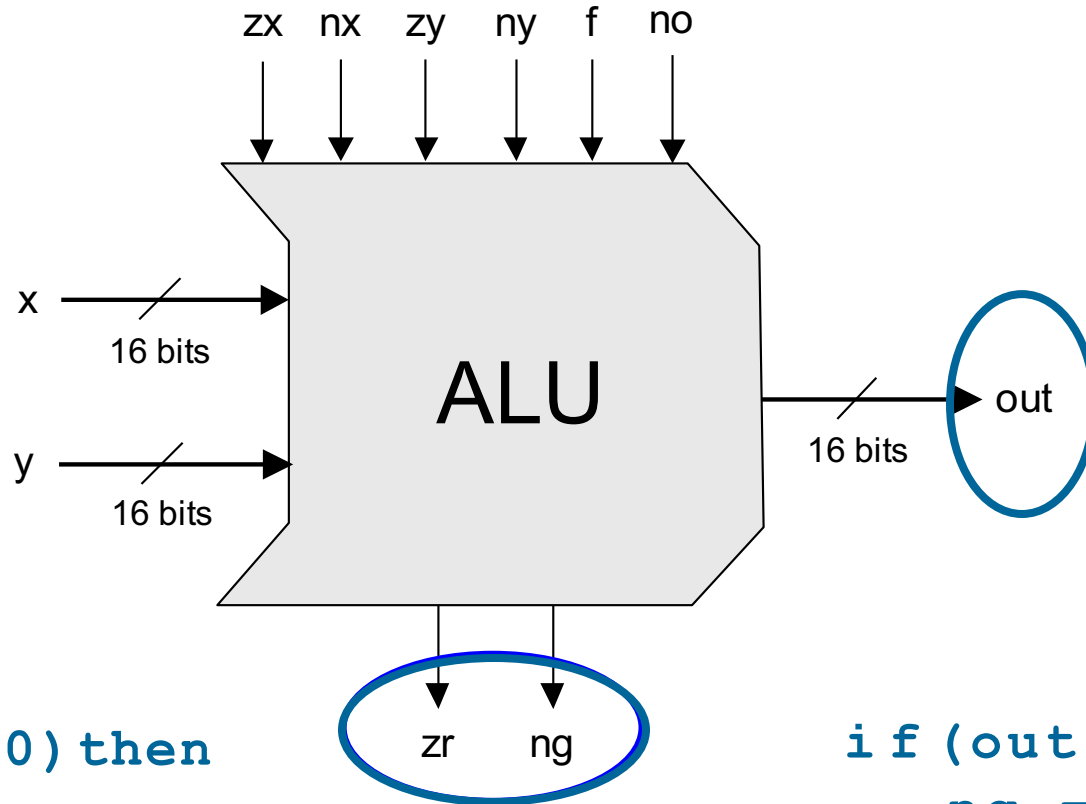 zx nx zy ny f no
x
16 bits
ALU
out
16 bits
y
16 bits
zr ng
0) then
if (out